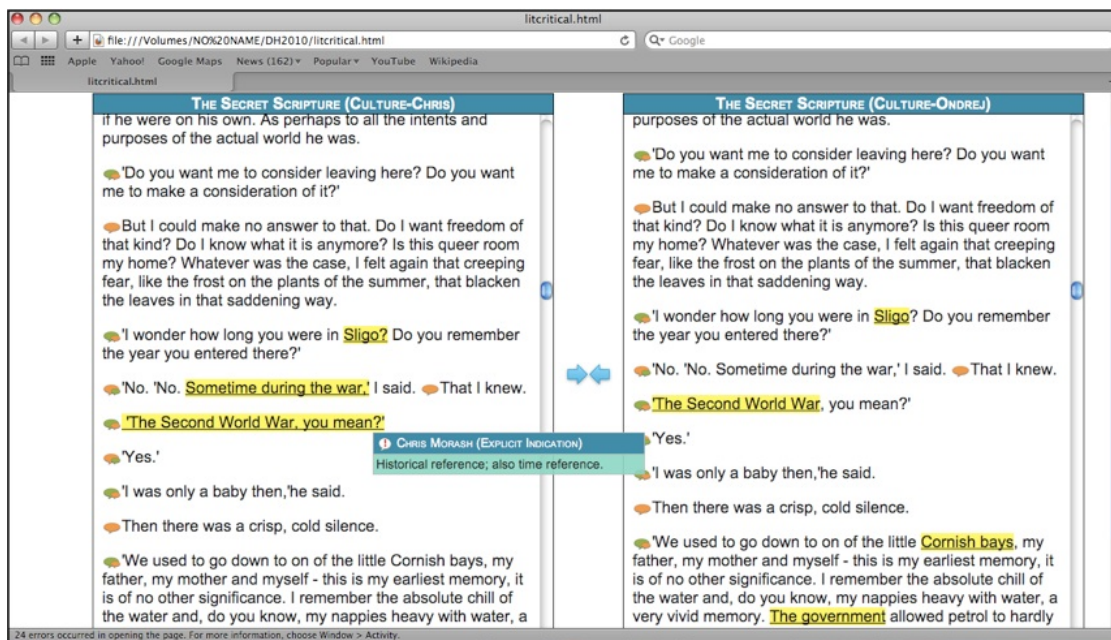 litcritical.html
file:///Volumes/NO%20NAME/DH2010/litcritical.html
Google
Apple Yahoo! Google Maps News (162) Popular YouTube Wikipedia
litcritical.html
The Secret Scripture (Culture-Chris)
if he were on his own. As perhaps to all the intents and
purposes of the actual world he was.
'Do you want me to consider leaving here? Do you want
me to make a consideration of it?'
But I could make no answer to that. Do I want freedom of
that kind? Do I know what it is anymore? Is this queer room
my home? Whatever was the case, I felt again that creeping
fear, like the frost on the plants of the summer, that blacken
the leaves in that saddening way.
'I wonder how long you were in Sligo? Do you remember
the year you entered there?'
'No. 'No. Sometime during the war,' I said. That I knew.
'The Second World War, you mean?'
Chris Morash (Explicit Indication)
Historical reference; also time reference.
'Yes.'
'I was only a baby then,'he said.
Then there was a crisp, cold silence.
'We used to go down to on of the little Cornish bays, my
father, my mother and myself - this is my earliest memory, it
is of no other significance. I remember the absolute chill of
the water and, do you know, my nappies heavy with water, a
The Secret Scripture (Culture-Ondrej)
purposes of the actual world he was.
'Do you want me to consider leaving here? Do you want
me to make a consideration of it?'
But I could make no answer to that. Do I want freedom of
that kind? Do I know what it is anymore? Is this queer room
my home? Whatever was the case, I felt again that creeping
fear, like the frost on the plants of the summer, that blacken
the leaves in that saddening way.
'I wonder how long you were in Sligo? Do you remember
the year you entered there?'
'No. 'No. Sometime during the war,' I said. That I knew.
'The Second World War, you mean?'
'Yes.'
'I was only a baby then,'he said.
Then there was a crisp, cold silence.
'We used to go down to on of the little Cornish bays, my
father, my mother and myself - this is my earliest memory, it
is of no other significance. I remember the absolute chill of
the water and, do you know, my nappies heavy with water, a
very vivid memory. The government allowed petrol to hardly
24 errors occurred in opening the page. For more information, choose Window > Activity.